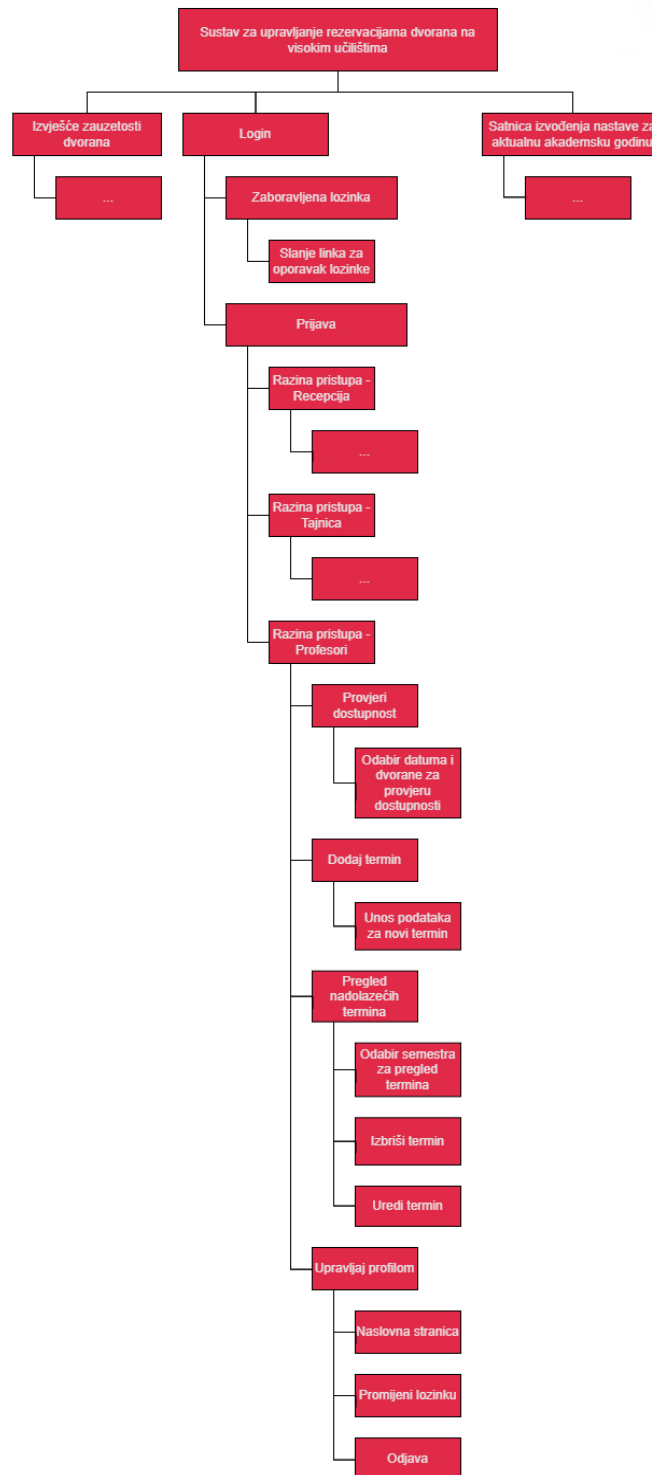 Sustav za upravljanje rezervacijama dvorana na
visokim učilištima
Izvješće zauzetosti
dvorana
...
Login
Zaboravljena lozinka
Slanje linka za
oporavak lozinke
Prijava
Razina pristupa -
Recepcija
...
Razina pristupa -
Tajnica
...
Razina pristupa -
Profesori
Provjeri
dostupnost
Odabir datuma i
dvorane za
provjeru
dostupnosti
Dodaj termin
Unos podataka
za novi termin
Pregled
nadolazećih
termina
Odabir semestra
za pregled
termina
Izbriši termin
Uredi termin
Upravljaj profilom
Naslovna stranica
Promijeni lozinku
Odjava
Satnica izvođenja nastave za
aktualnu akademsku godinu
...